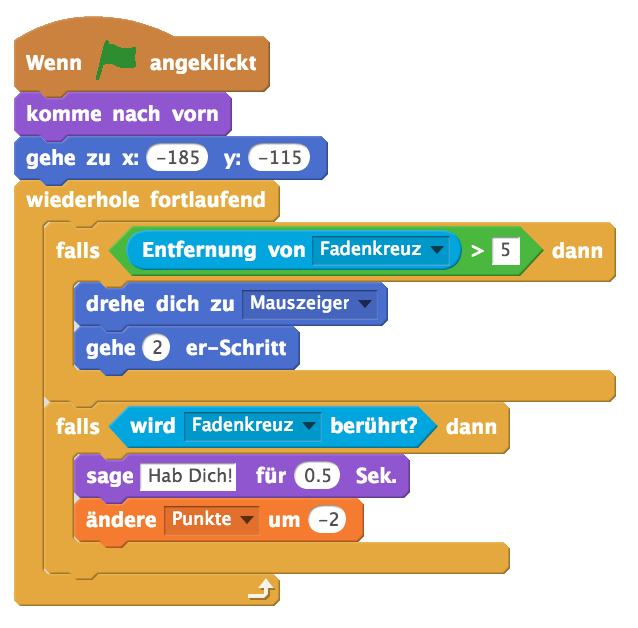 Wenn angeklickt
komme nach vorn
gehe zu x: -185 y: -115
wiederhole fortlaufend
falls Entfernung von Fadenkreuz > 5 dann
drehe dich zu Mauszeiger
gehe 2 er-Schritt
falls wird Fadenkreuz berührt? dann
sage Hab Dich! für 0.5 Sek.
ändere Punkte um -2